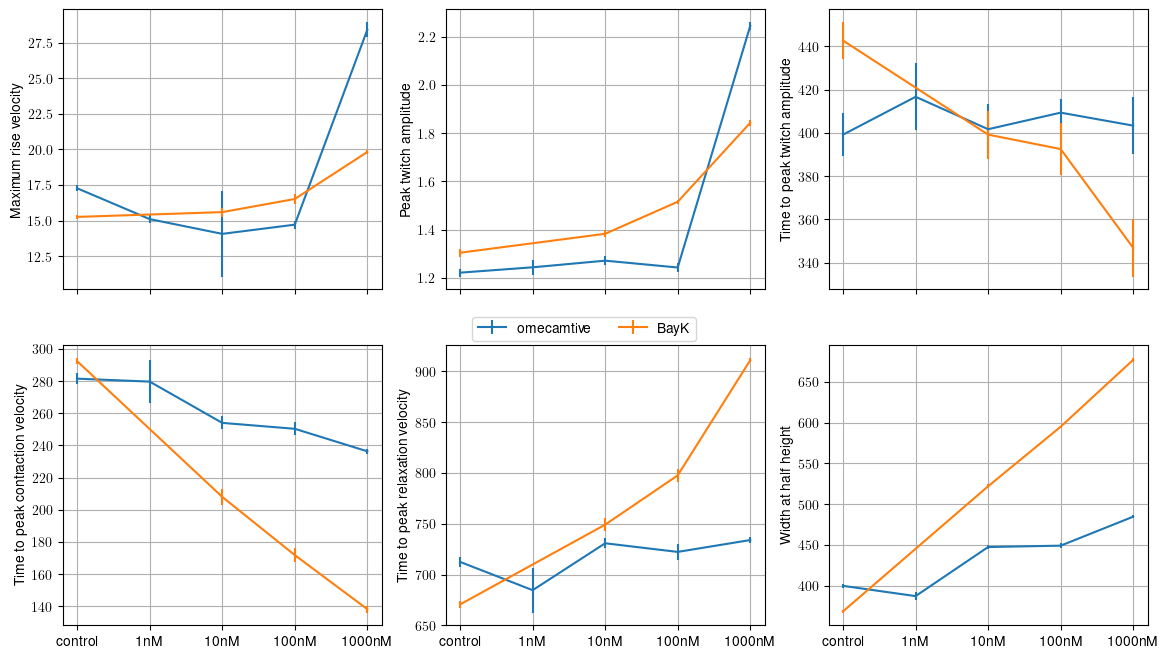 Maximum rise velocity
27.5
25.0
22.5
20.0
17.5
15.0
12.5
Peak twitch amplitude
2.2
2.0
1.8
1.6
1.4
1.2
Time to peak twitch amplitude
440
420
400
380
360
340
omecamtive
BayK
Time to peak contraction velocity
300
280
260
240
220
200
180
160
140
control
1nM
10nM
100nM
1000nM
Time to peak relaxation velocity
900
850
800
750
700
650
control
1nM
10nM
100nM
1000nM
Width at half height
650
600
550
500
450
400
control
1nM
10nM
100nM
1000nM